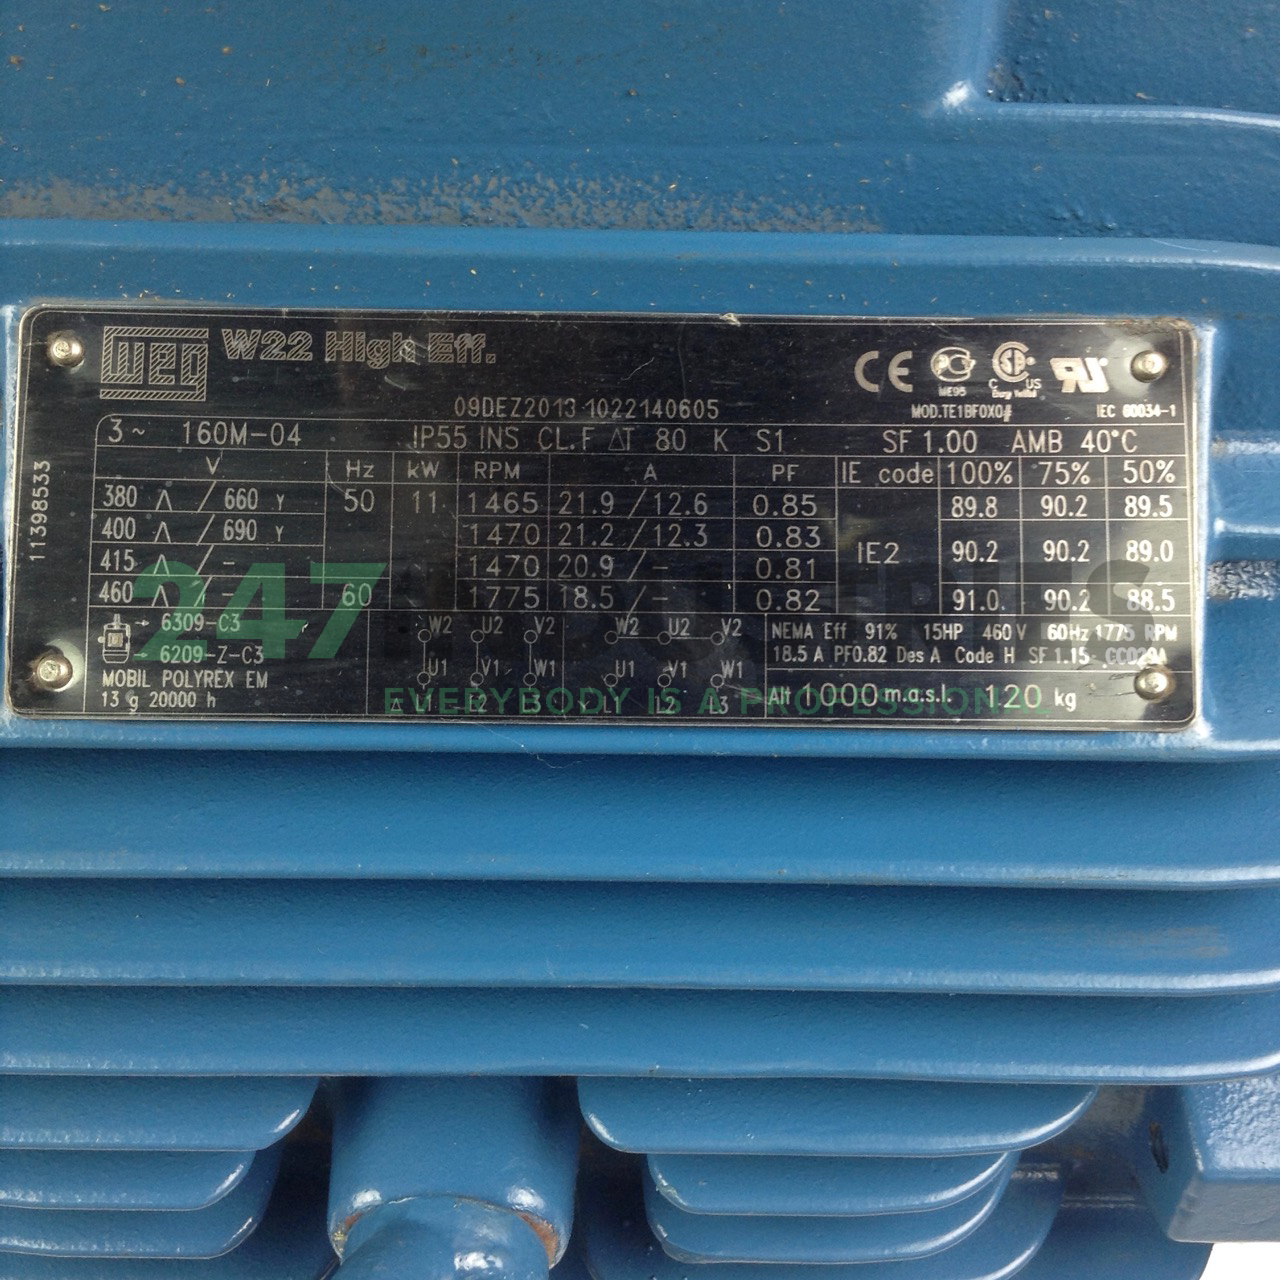 WEG W22 High Eff.
09DEZ2013 1022140605
MOD.TE1BFOX0# IEC 60034-1
ME95
C US
11398533
3~ 160M-04 IP55 INS CL.F ΔT 80 K S1 SF 1.00 AMB 40°C
V Hz kW RPM A PF IE code 100% 75% 50%
380 Δ / 660 Y 50 11 1465 21.9 / 12.6 0.85 89.8 90.2 89.5
400 Δ / 690 Y 1470 21.2 / 12.3 0.83 IE2 90.2 90.2 89.0
415 Δ / - 1470 20.9 / - 0.81
460 Δ / - 60 1775 18.5 / - 0.82 91.0 90.2 88.5
6309-C3
6209-Z-C3
MOBIL POLYREX EM
13 g 20000 h
W2 U2 V2 W2 U2 V2
U1 V1 W1 U1 V1 W1
Δ L1 L2 L3 Y L1 L2 L3
NEMA Eff 91% 15HP 460V 60Hz 1775 RPM
18.5 A PF0.82 Des A Code H SF 1.15 CC029A
Alt 1000 m.a.s.l. 120 kg
247 INDUSTRIES
EVERYBODY IS A PROFESSIONAL